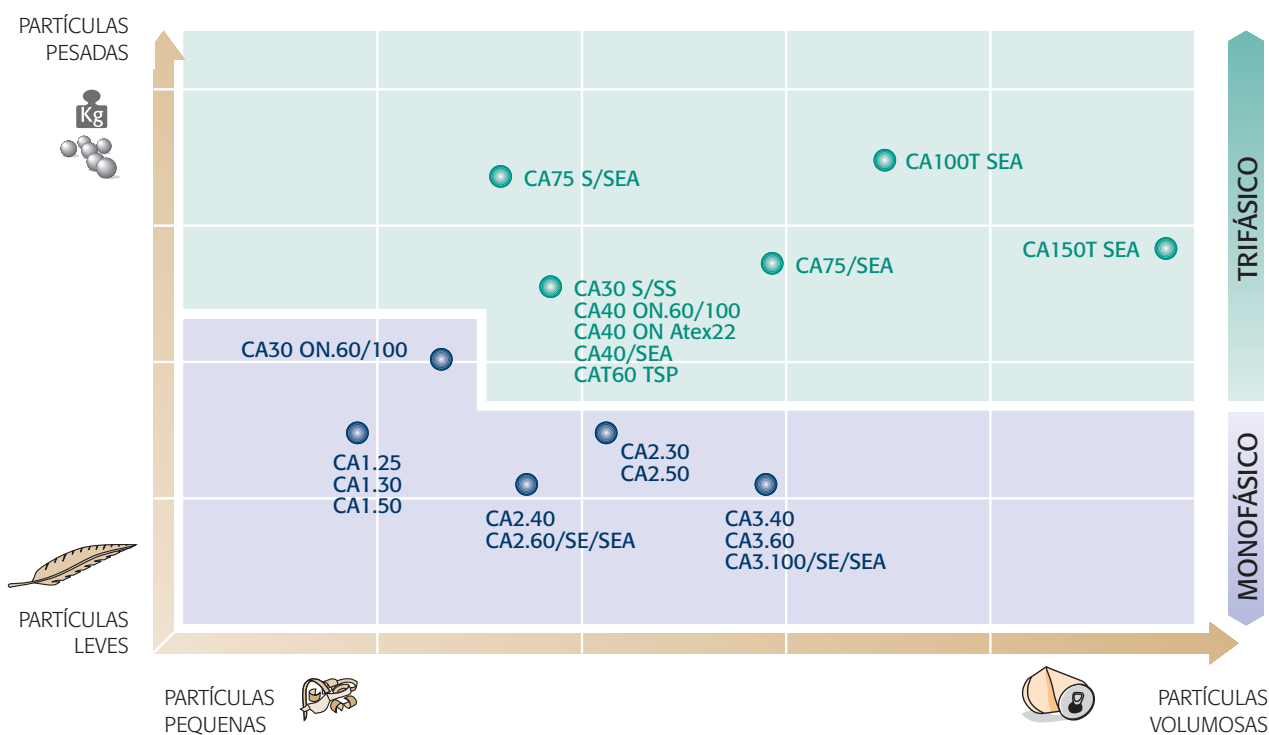 PARTÍCULAS
PESADAS
Kg
CA75 S/SEA
CA100T SEA
CA150T SEA
CA75/SEA
CA30 S/SS
CA40 ON.60/100
CA40 ON Atex22
CA40/SEA
CAT60 TSP
TRIFÁSICO
CA30 ON.60/100
CA1.25
CA1.30
CA1.50
CA2.30
CA2.50
CA2.40
CA2.60/SE/SEA
CA3.40
CA3.60
CA3.100/SE/SEA
MONOFÁSICO
PARTÍCULAS
LEVES
PARTÍCULAS
PEQUENAS
PARTÍCULAS
VOLUMOSAS